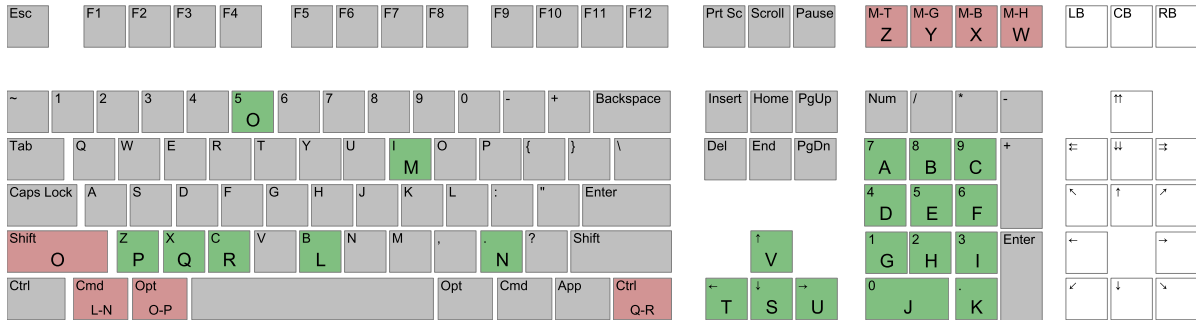 Esc F1 F2 F3 F4 F5 F6 F7 F8 F9 F10 F11 F12 Prt Sc Scroll Pause M-T M-G M-B M-H LB CB RB
Z Y X W
~ 1 2 3 4 5 6 7 8 9 0 - + Backspace Insert Home PgUp Num / * - ⇈
O
Tab Q W E R T Y U I O P { } \ Del End PgDn 7 8 9 + ⇇ ⇊ ⇉
M A B C
Caps Lock A S D F G H J K L : " Enter 4 5 6 ↖ ↑ ↗
D E F
Shift Z X C V B N M , . ? Shift ↑ 1 2 3 Enter ← →
O P Q R L N V G H I
Ctrl Cmd Opt Opt Cmd App Ctrl ← ↓ → 0 . ↙ ↓ ↘
L-N O-P Q-R T S U J K